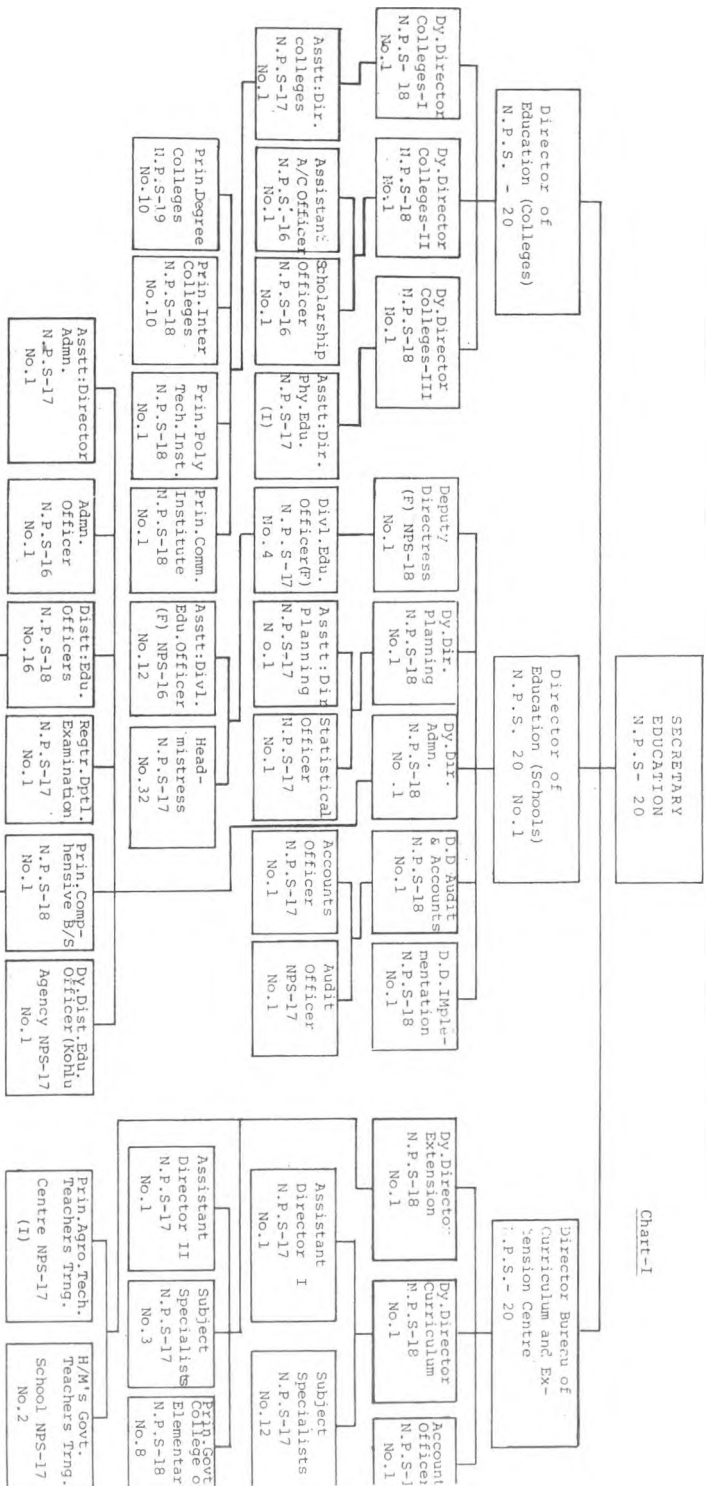 Chart-I
SECRETARY
EDUCATION
N.P.S- 20
Director of
Education (Colleges)
N.P.S. - 20
Director of
Education (Schools)
N.P.S. 20 No.1
Director Bureau of
Curriculum and Ex-
tension Centre
N.P.S.- 20
Dy.Director
Colleges-I
N.P.S- 18
No.1
Dy.Director
Colleges-II
N.P.S-18
No.1
Dy.Director
Colleges-III
N.P.S-18
No.1
Deputy
Directress
(F) NPS-18
No.1
Dy.Dir.
Planning
N.P.S-18
No.1
Dy.Dir.
Admn.
N.P.S-18
No .1
D.D Audit
& Accounts
N.P.S-18
No.1
D.D.IMple-
mentation
N.P.S-18
No.1
Dy.Director
Extension
N.P.S-18
No.1
Dy.Director
Curriculum
N.P.S-18
No.1
Account
Officer
N.P.S-1
No.1
Asstt:Dir.
colleges
N.P.S-17
No.1
Assistant
A/C Officer
N.P.S.-16
No.1
Scholarship
Officer
N.P.S-16
No.1
Asstt:Dir.
Phy.Edu.
N.P.S-17
(I)
Divl.Edu.
Officer(F)
N.P.S-17
No. 4
Asstt:Dir
Planning
N.P.S-17
N o.1
Statistical
Officer
N.P.S-17
No.1
Accounts
Officer
N.P.S-17
No.1
Audit
Officer
NPS-17
No.1
Assistant
Director I
N.P.S-17
No.1
Subject
Specialists
N.P.S-17
No.12
Prin.Degree
Colleges
N.P.S-19
No.10
Prin.Inter
Colleges
N.P.S-18
No.10
Prin.Poly
Tech.Inst.
N.P.S-18
No.1
Prin.Comm.
Institute
N.P.S-18
No.1
Asstt:Divl.
Edu.Officer
(F) NPS-16
No.12
Head-
mistress
N.P.S-17
No.32
Assistant
Director II
N.P.S-17
No.1
Subject
Specialists
N.P.S-17
No.3
Prin.Govt
College o
Elementar
N.P.S-18
No.8
Asstt:Director
Admn.
N.P.S-17
No.1
Admn.
Officer
N.P.S-16
No.1
Distt:Edu.
Officers
N.P.S-18
No.16
Regtr.Dptl.
Examination
N.P.S-17
No.1
Prin:Comp-
hensive B/S
N.P.S-18
No.1
Dy.Dist.Edu.
Officer(Kohlu
Agency NPS-17
No.1
Prin.Agro.Tech.
Teachers Trng.
Centre NPS-17
(I)
H/M's Govt.
Teachers Trng.
School NPS-17
No.2